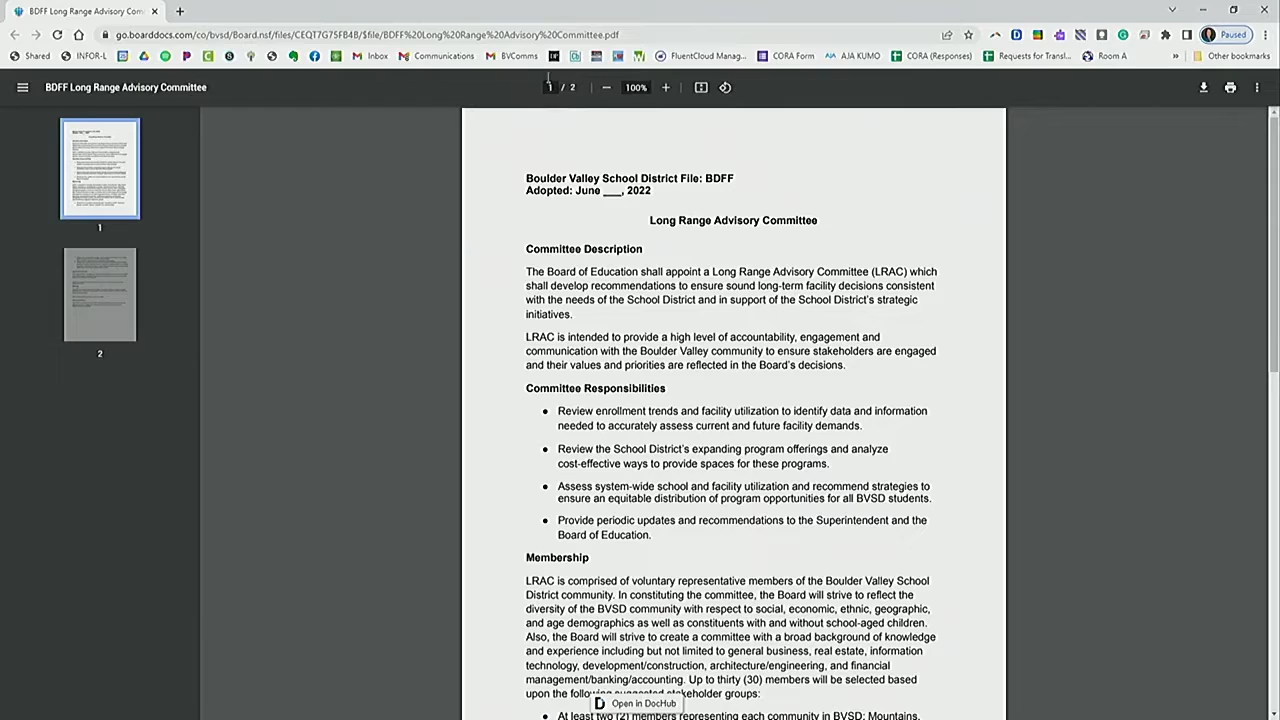 BDFF Long Range Advisory Com
go.boarddocs.com/co/bvsd/Board.nsf/files/CEQT7G75FB4B/$file/BDFF%20Long%20Range%20Advisory%20Committee.pdf
Paused
Shared INFOR-L Inbox Communications BVComms FluentCloud Manag... CORA Form AJA KUMO CORA (Responses) Requests for Transl... Room A » Other bookmarks
BDFF Long Range Advisory Committee 1 / 2 − 100% +
1
2
Boulder Valley School District File: BDFF
Adopted: June ___, 2022
Long Range Advisory Committee
Committee Description
The Board of Education shall appoint a Long Range Advisory Committee (LRAC) which
shall develop recommendations to ensure sound long-term facility decisions consistent
with the needs of the School District and in support of the School District's strategic
initiatives.
LRAC is intended to provide a high level of accountability, engagement and
communication with the Boulder Valley community to ensure stakeholders are engaged
and their values and priorities are reflected in the Board's decisions.
Committee Responsibilities
● Review enrollment trends and facility utilization to identify data and information
needed to accurately assess current and future facility demands.
● Review the School District's expanding program offerings and analyze
cost-effective ways to provide spaces for these programs.
● Assess system-wide school and facility utilization and recommend strategies to
ensure an equitable distribution of program opportunities for all BVSD students.
● Provide periodic updates and recommendations to the Superintendent and the
Board of Education.
Membership
LRAC is comprised of voluntary representative members of the Boulder Valley School
District community. In constituting the committee, the Board will strive to reflect the
diversity of the BVSD community with respect to social, economic, ethnic, geographic,
and age demographics as well as constituents with and without school-aged children.
Also, the Board will strive to create a committee with a broad background of knowledge
and experience including but not limited to general business, real estate, information
technology, development/construction, architecture/engineering, and financial
management/banking/accounting. Up to thirty (30) members will be selected based
upon the following suggested stakeholder groups:
Open in DocHub
● At least two (2) members representing each community in BVSD: Mountains,